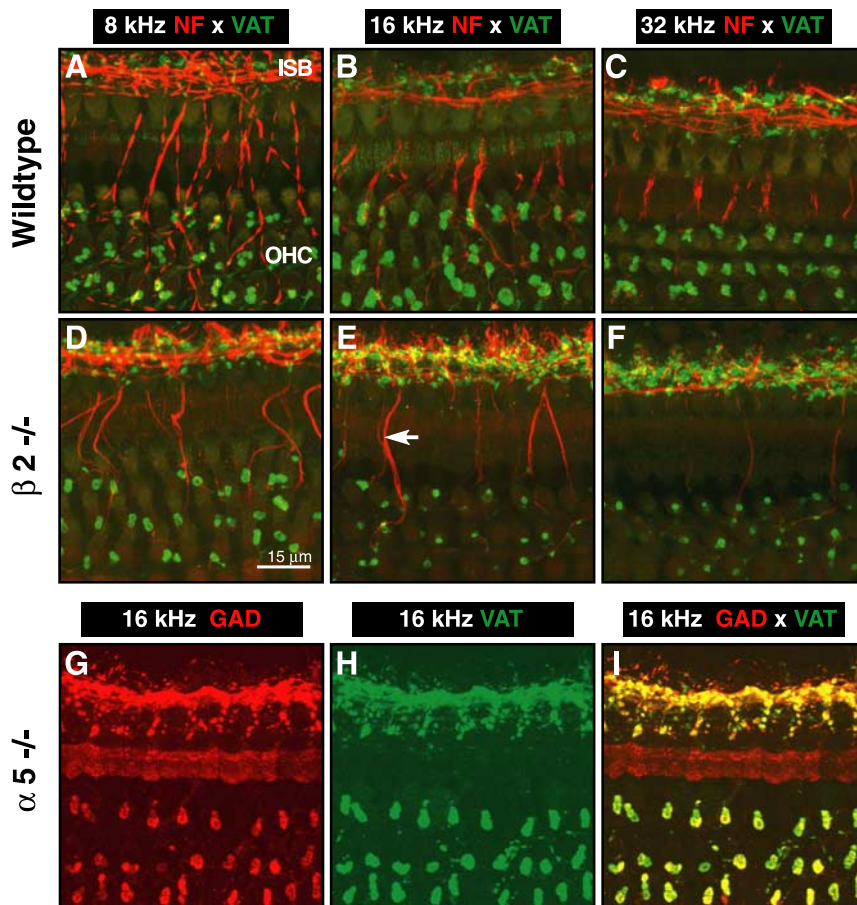 8 kHz NF x VAT
16 kHz NF x VAT
32 kHz NF x VAT
Wildtype
A
ISB
OHC
B
C
β 2 -/-
D
15 μm
E
F
16 kHz GAD
16 kHz VAT
16 kHz GAD x VAT
α 5 -/-
G
H
I